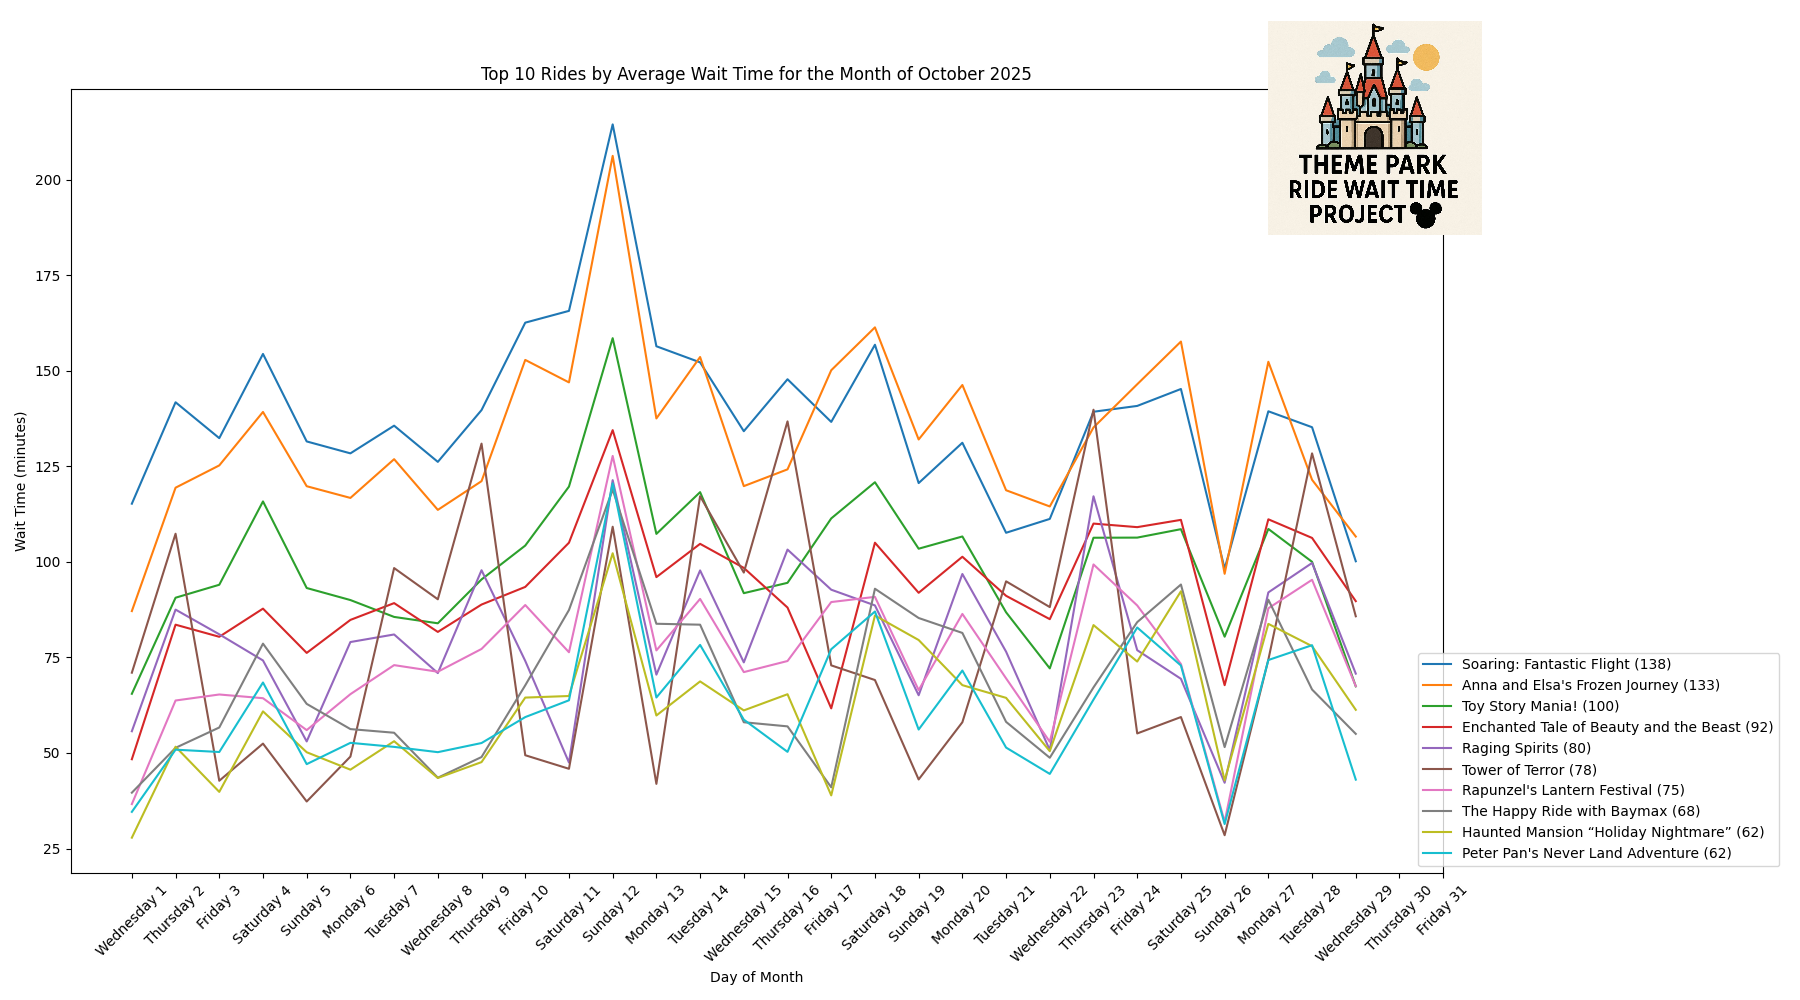 Top 10 Rides by Average Wait Time for the Month of October 2025
THEME PARK
RIDE WAIT TIME
PROJECT
Wait Time (minutes)
200
175
150
125
100
75
50
25
Soaring: Fantastic Flight (138)
Anna and Elsa's Frozen Journey (133)
Toy Story Mania! (100)
Enchanted Tale of Beauty and the Beast (92)
Raging Spirits (80)
Tower of Terror (78)
Rapunzel's Lantern Festival (75)
The Happy Ride with Baymax (68)
Haunted Mansion “Holiday Nightmare” (62)
Peter Pan's Never Land Adventure (62)
Wednesday 1
Thursday 2
Friday 3
Saturday 4
Sunday 5
Monday 6
Tuesday 7
Wednesday 8
Thursday 9
Friday 10
Saturday 11
Sunday 12
Monday 13
Tuesday 14
Wednesday 15
Thursday 16
Friday 17
Saturday 18
Sunday 19
Monday 20
Tuesday 21
Wednesday 22
Thursday 23
Friday 24
Saturday 25
Sunday 26
Monday 27
Tuesday 28
Wednesday 29
Thursday 30
Friday 31
Day of Month